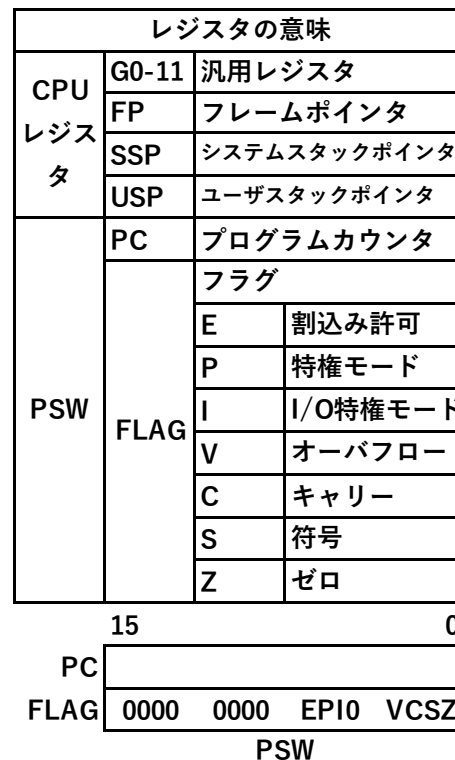 レジスタの意味
CPU
レジス
タ
G0-11 汎用レジスタ
FP フレームポインタ
SSP システムスタックポインタ
USP ユーザスタックポインタ
PSW
PC プログラムカウンタ
FLAG
フラグ
E 割込み許可
P 特権モード
I I/O特権モード
V オーバフロー
C キャリー
S 符号
Z ゼロ
15 0
PC
FLAG 0000 0000 EPI0 VCSZ
PSW